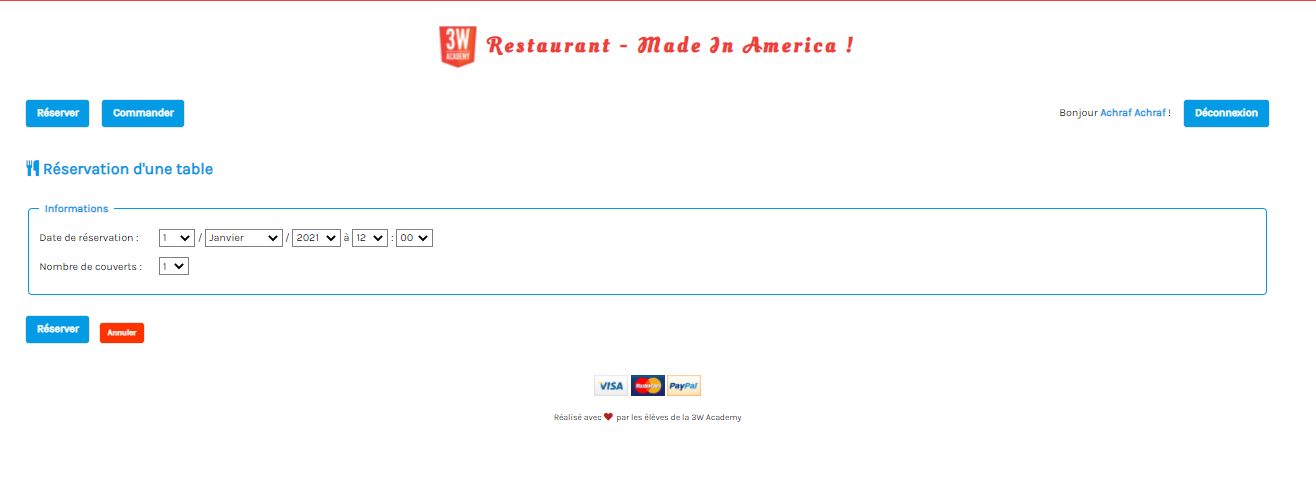 3W
ACADEMY
Restaurant - Made In America !
Réserver Commander Bonjour Achraf Achraf ! Déconnexion
Réservation d'une table
Informations
Date de réservation : 1 / Janvier / 2021 à 12 : 00
Nombre de couverts : 1
Réserver Annuler
VISA MasterCard PayPal
Réalisé avec ❤ par les élèves de la 3W Academy